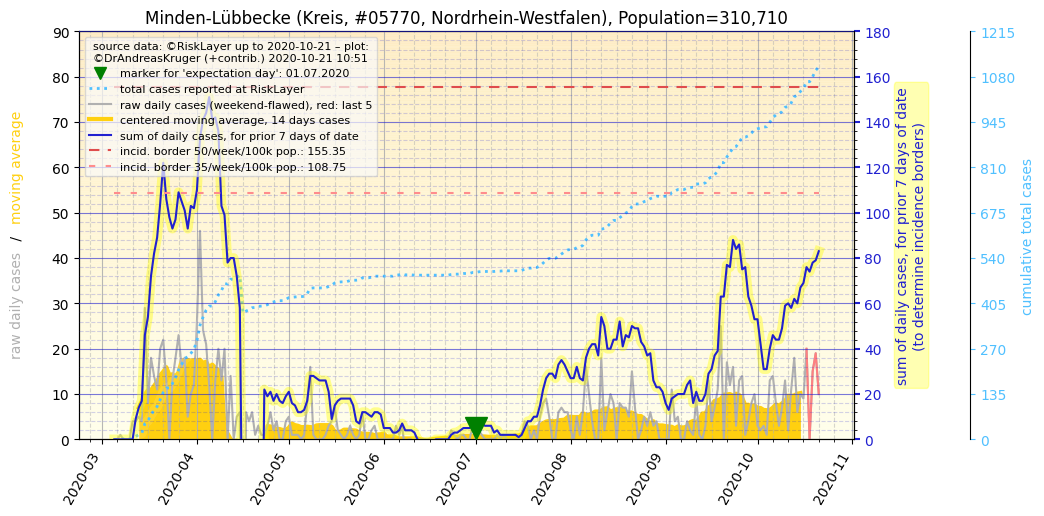 Minden-Lübbecke (Kreis, #05770, Nordrhein-Westfalen), Population=310,710
source data: ©RiskLayer up to 2020-10-21 – plot:
©DrAndreasKruger (+contrib.) 2020-10-21 10:51
marker for 'expectation day': 01.07.2020
total cases reported at RiskLayer
raw daily cases (weekend-flawed), red: last 5
centered moving average, 14 days cases
sum of daily cases, for prior 7 days of date
incid. border 50/week/100k pop.: 155.35
incid. border 35/week/100k pop.: 108.75
raw daily cases / moving average
90
80
70
60
50
40
30
20
10
0
180
160
140
120
100
80
60
40
20
0
sum of daily cases, for prior 7 days of date
(to determine incidence borders)
1215
1080
945
810
675
540
405
270
135
0
cumulative total cases
2020-03
2020-04
2020-05
2020-06
2020-07
2020-08
2020-09
2020-10
2020-11